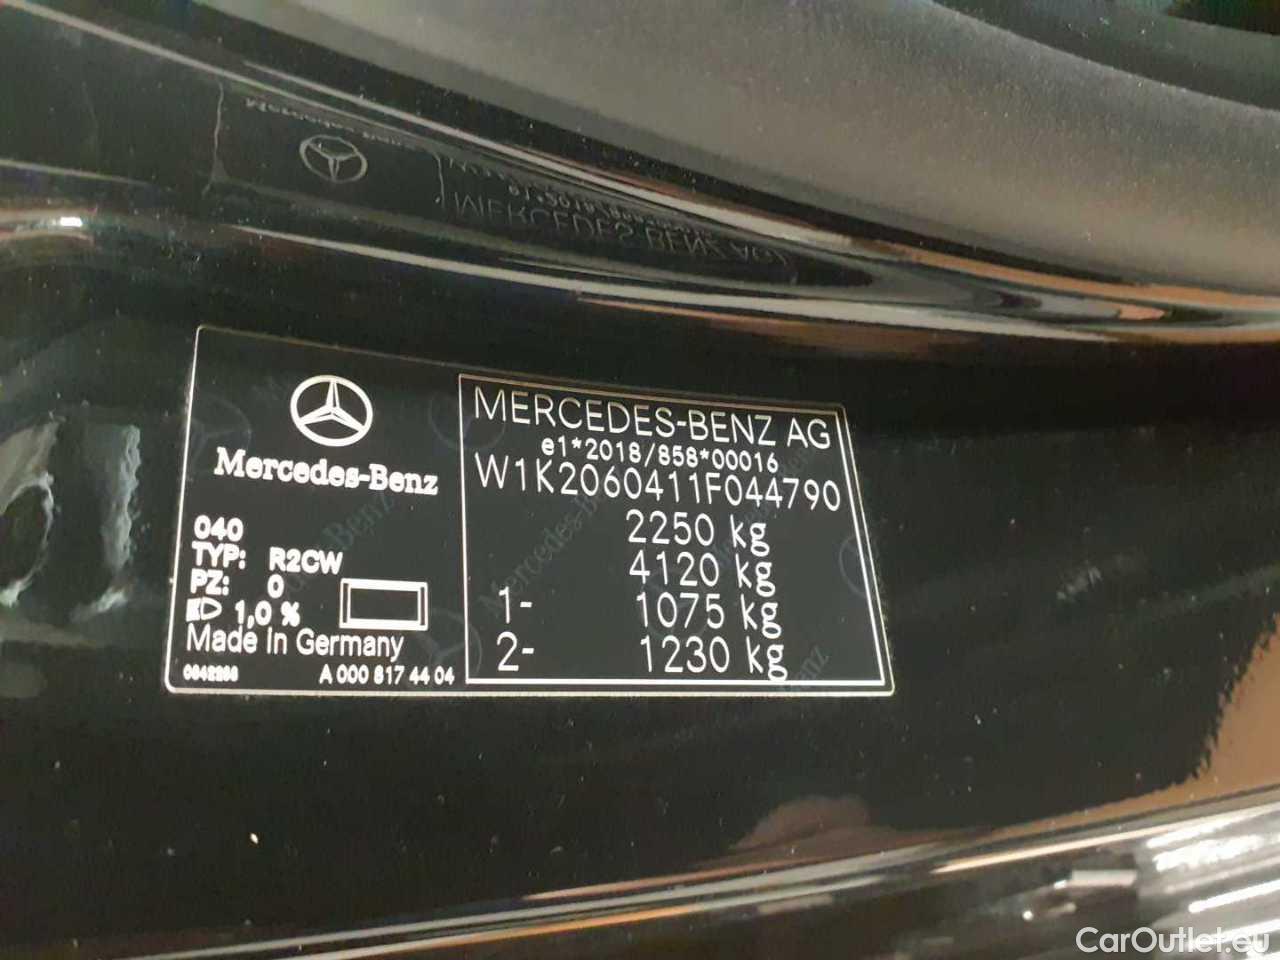 Mercedes-Benz
040
TYP: R2CW
PZ: 0
1,0 %
Made In Germany
A 000 817 44 04
MERCEDES-BENZ AG
e1*2018/858*00016
W1K2060411F044790
2250 kg
4120 kg
1- 1075 kg
2- 1230 kg
CarOutlet.eu